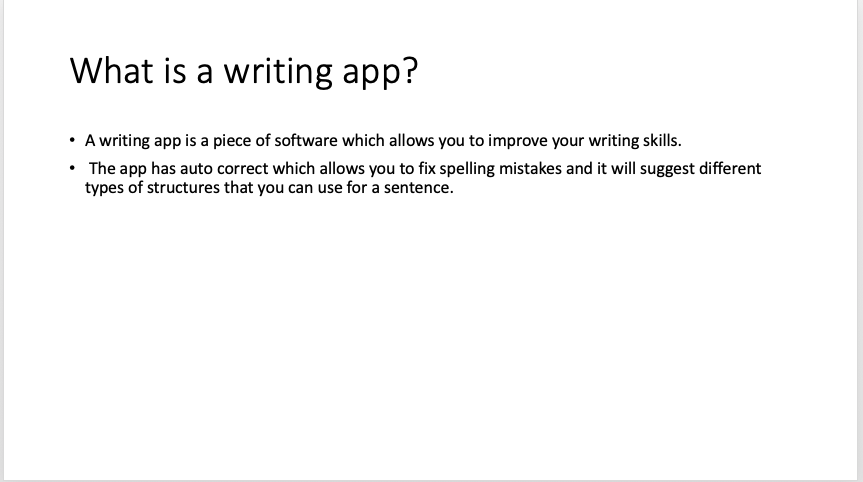 What is a writing app?
• A writing app is a piece of software which allows you to improve your writing skills.
• The app has auto correct which allows you to fix spelling mistakes and it will suggest different
types of structures that you can use for a sentence.